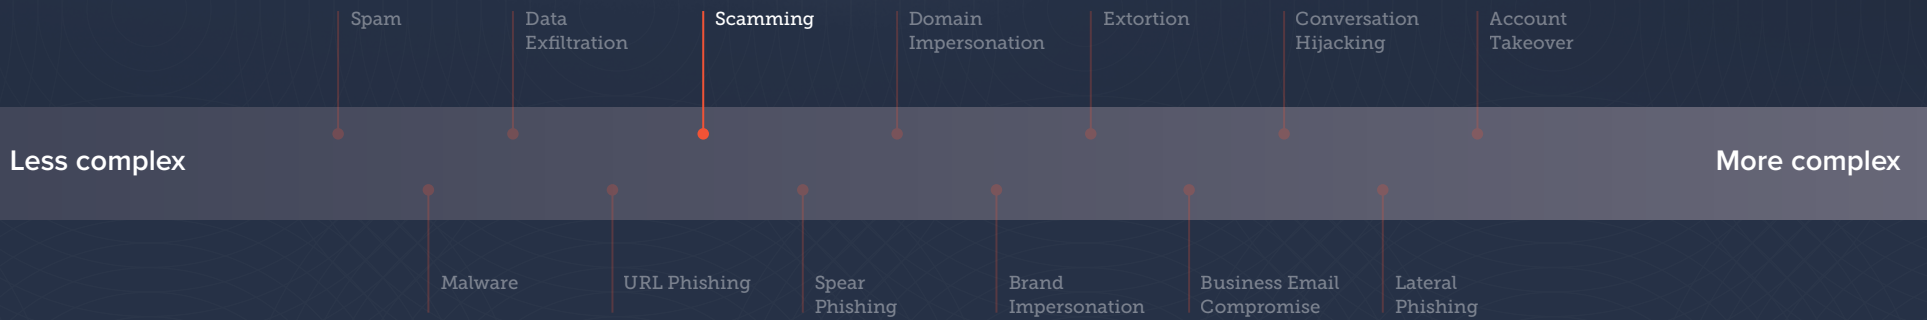 Spam
Data
Exfiltration
Scamming
Domain
Impersonation
Extortion
Conversation
Hijacking
Account
Takeover
Less complex
More complex
Malware
URL Phishing
Spear
Phishing
Brand
Impersonation
Business Email
Compromise
Lateral
Phishing